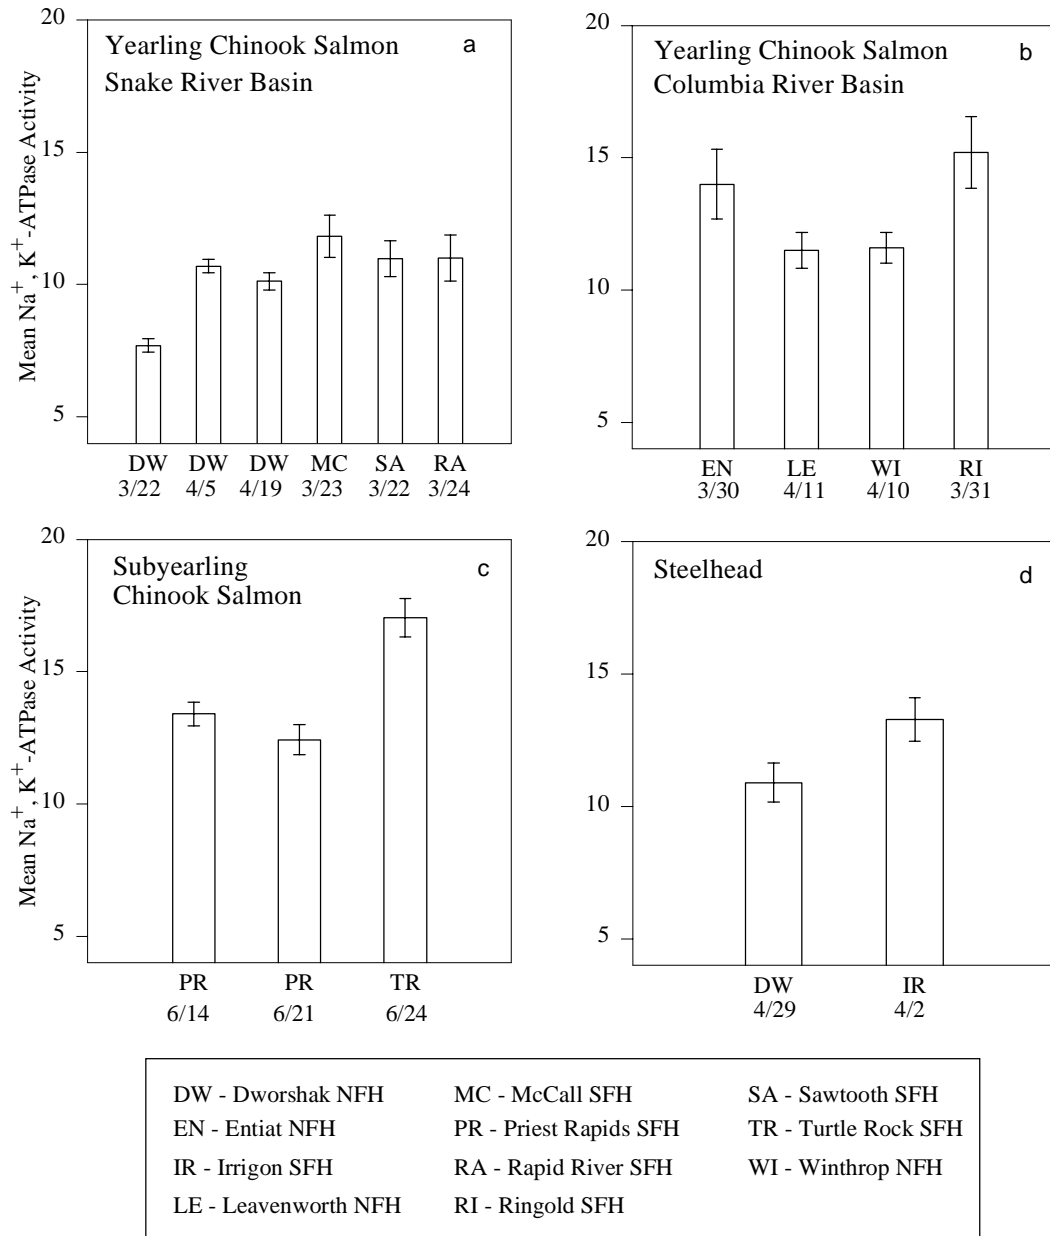 20
15
10
5
Mean Na+, K+-ATPase Activity
Yearling Chinook Salmon
Snake River Basin
a
DW DW DW MC SA RA
3/22 4/5 4/19 3/23 3/22 3/24
20
15
10
5
Yearling Chinook Salmon
Columbia River Basin
b
EN LE WI RI
3/30 4/11 4/10 3/31
20
15
10
5
Mean Na+, K+-ATPase Activity
Subyearling
Chinook Salmon
c
PR PR TR
6/14 6/21 6/24
20
15
10
5
Steelhead
d
DW IR
4/29 4/2
DW - Dworshak NFH MC - McCall SFH SA - Sawtooth SFH
EN - Entiat NFH PR - Priest Rapids SFH TR - Turtle Rock SFH
IR - Irrigon SFH RA - Rapid River SFH WI - Winthrop NFH
LE - Leavenworth NFH RI - Ringold SFH